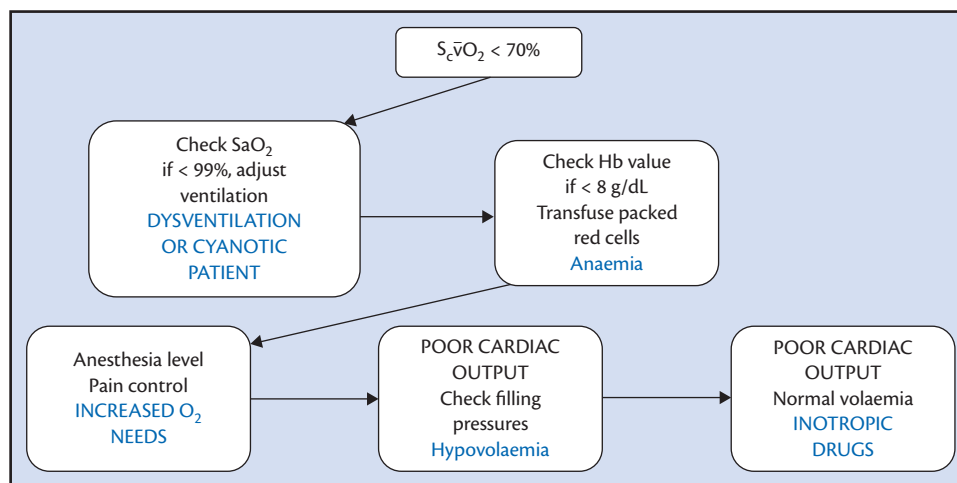 S_cv̄O₂ < 70%
Check SaO₂
if < 99%, adjust
ventilation
DYSVENTILATION
OR CYANOTIC
PATIENT
Check Hb value
if < 8 g/dL
Transfuse packed
red cells
Anaemia
Anesthesia level
Pain control
INCREASED O₂
NEEDS
POOR CARDIAC
OUTPUT
Check filling
pressures
Hypovolaemia
POOR CARDIAC
OUTPUT
Normal volaemia
INOTROPIC
DRUGS